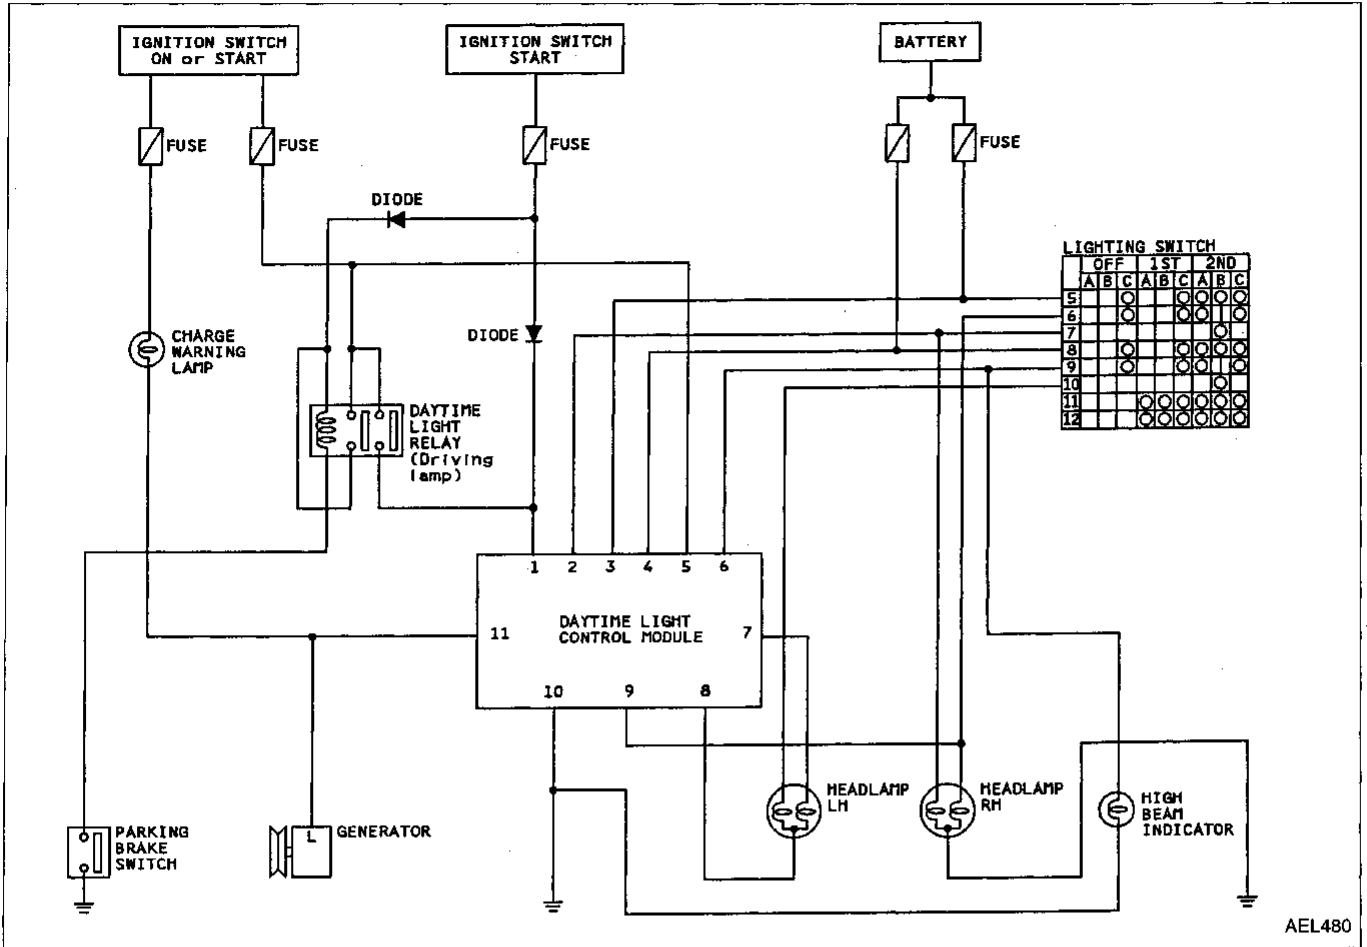 IGNITION SWITCH
ON or START
IGNITION SWITCH
START
BATTERY
FUSE
FUSE
FUSE
FUSE
DIODE
LIGHTING SWITCH
OFF 1ST 2ND
A B C A B C A B C
5
6
7
8
9
10
11
12
DIODE
CHARGE
WARNING
LAMP
DAYTIME
LIGHT
RELAY
(Driving
lamp)
1 2 3 4 5 6
DAYTIME LIGHT
CONTROL MODULE
11
7
10 9 8
HEADLAMP
LH
HEADLAMP
RH
HIGH
BEAM
INDICATOR
PARKING
BRAKE
SWITCH
L
GENERATOR
AEL480